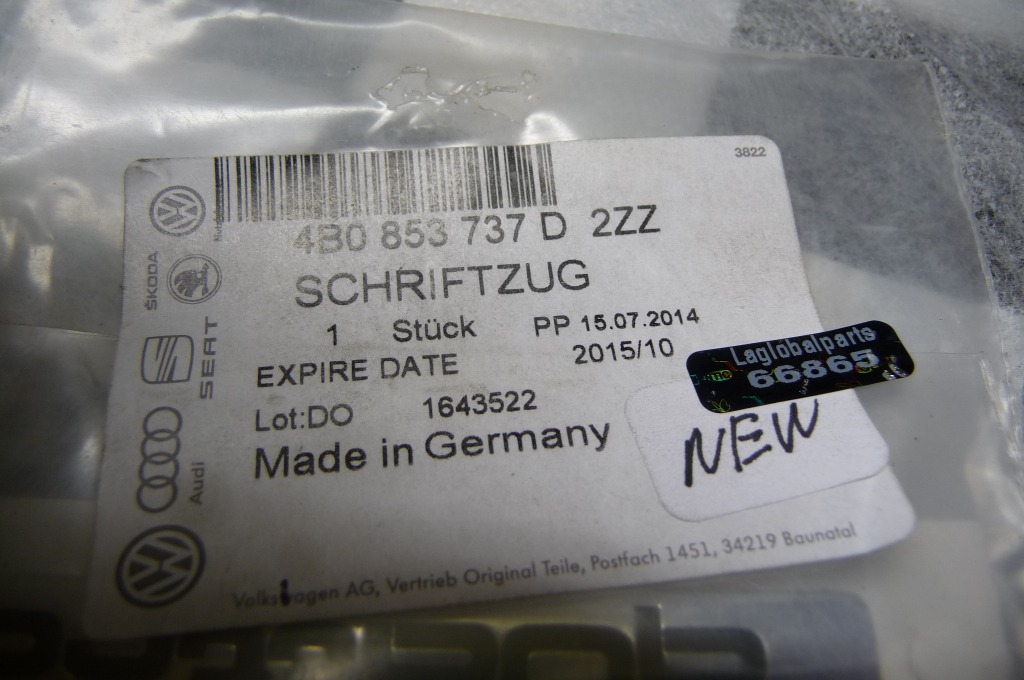 3822
4B0 853 737 D 2ZZ
SCHRIFTZUG
1 Stück PP 15.07.2014
EXPIRE DATE 2015/10
Lot:DO 1643522
Made in Germany
Laglobalparts
66865
NEW
ŠKODA
SEAT
Audi
Volkswagen AG, Vertrieb Original Teile, Postfach 1451, 34219 Baunatal